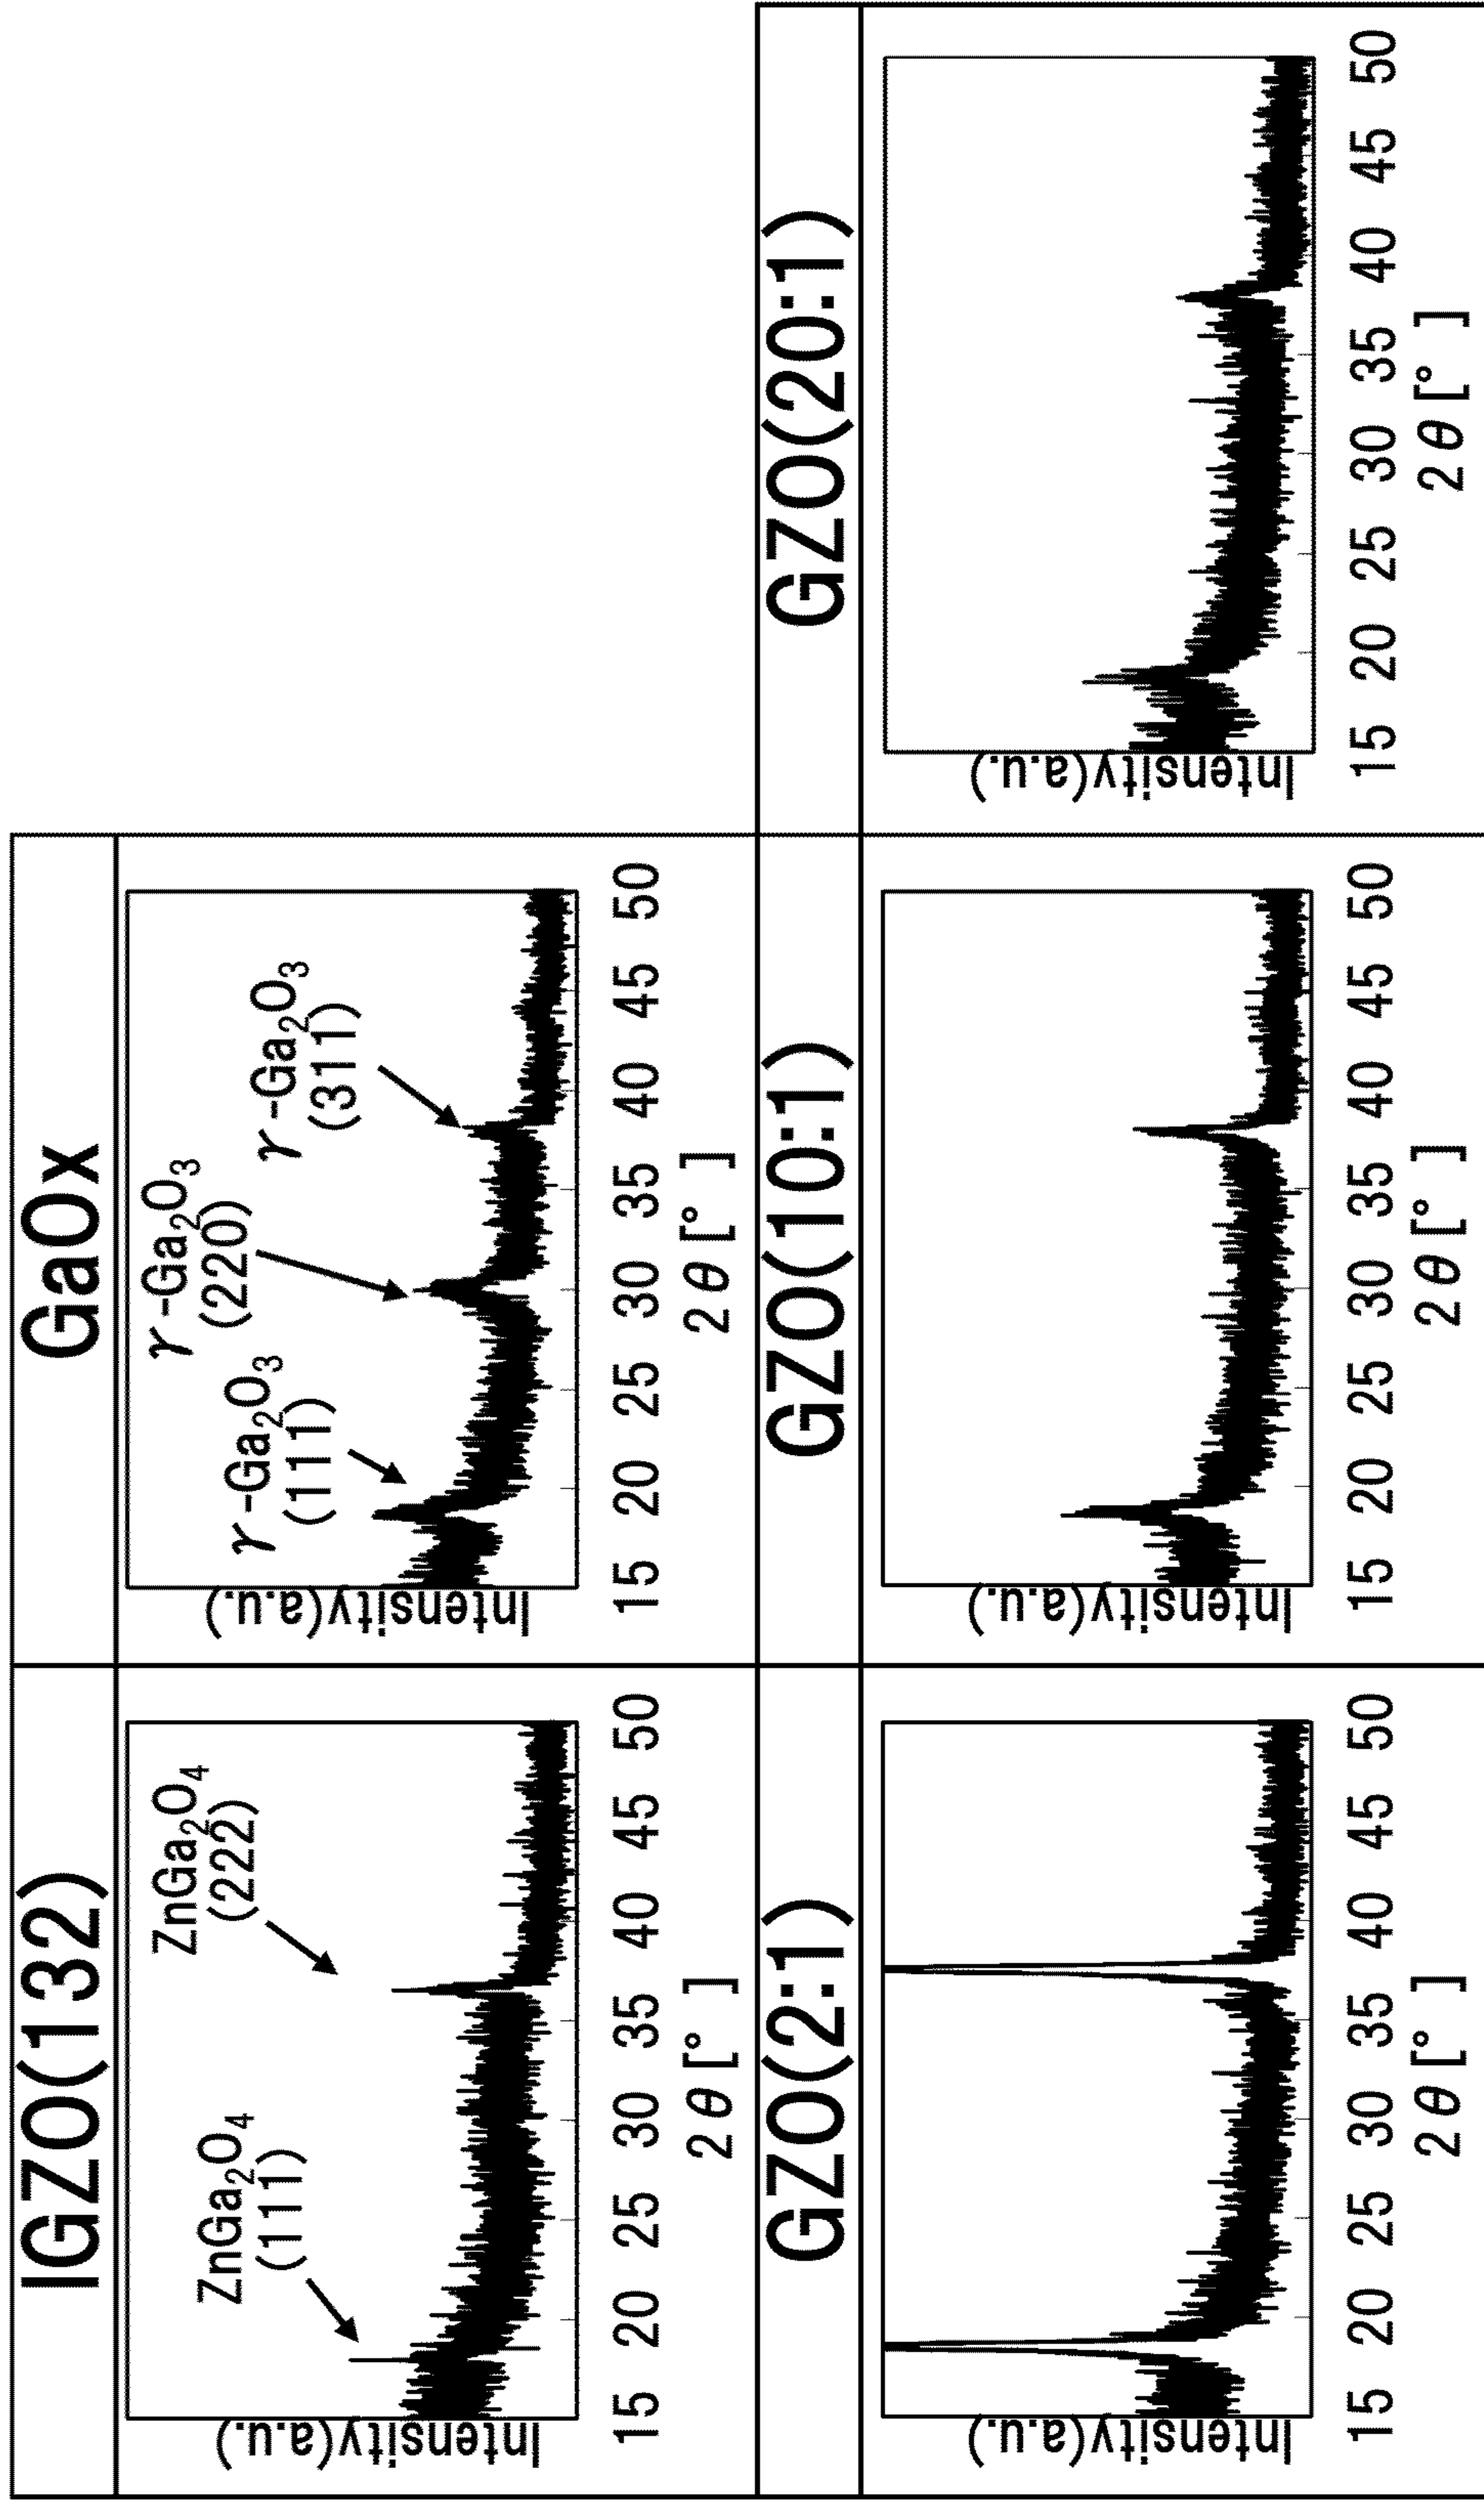 IGZO(132)
ZnGa2O4
(111)
ZnGa2O4
(222)
Intensity(a.u.)
15 20 25 30 35 40 45 50
2θ[°]
GaOx
γ-Ga2O3
(111)
γ-Ga2O3
(220)
γ-Ga2O3
(311)
Intensity(a.u.)
15 20 25 30 35 40 45 50
2θ[°]
GZO(2:1)
Intensity(a.u.)
15 20 25 30 35 40 45 50
2θ[°]
GZO(10:1)
Intensity(a.u.)
15 20 25 30 35 40 45 50
2θ[°]
GZO(20:1)
Intensity(a.u.)
15 20 25 30 35 40 45 50
2θ[°]